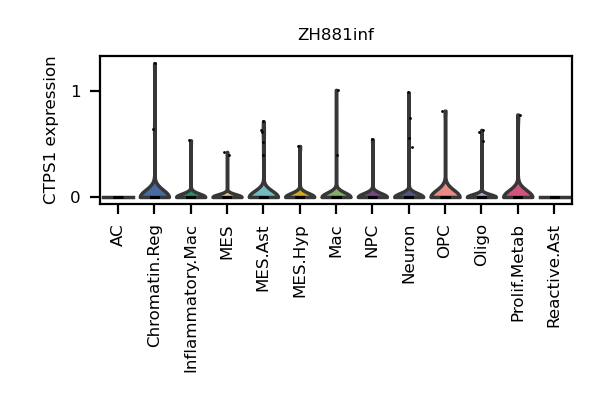 ZH881inf
CTPS1 expression
1
0
AC
Chromatin.Reg
Inflammatory.Mac
MES
MES.Ast
MES.Hyp
Mac
NPC
Neuron
OPC
Oligo
Prolif.Metab
Reactive.Ast